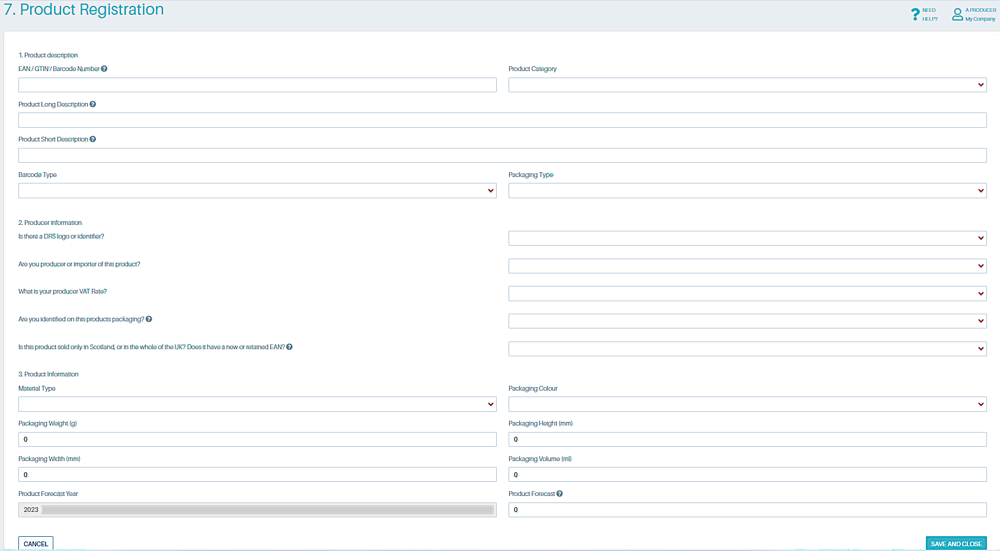 7. Product Registration
NEED
HELP?
A PRODUCER
My Company
1. Product description
EAN / GTIN / Barcode Number
Product Category
Product Long Description
Product Short Description
Barcode Type
Packaging Type
2. Producer information
Is there a DRS logo or identifier?
Are you producer or importer of this product?
What is your producer VAT Rate?
Are you identified on this products packaging?
Is this product sold only in Scotland, or in the whole of the UK? Does it have a new or retained EAN?
3. Product Information
Material Type
Packaging Colour
Packaging Weight (g)
Packaging Height (mm)
0
0
Packaging Width (mm)
Packaging Volume (ml)
0
0
Product Forecast Year
Product Forecast
2023
0
CANCEL
SAVE AND CLOSE